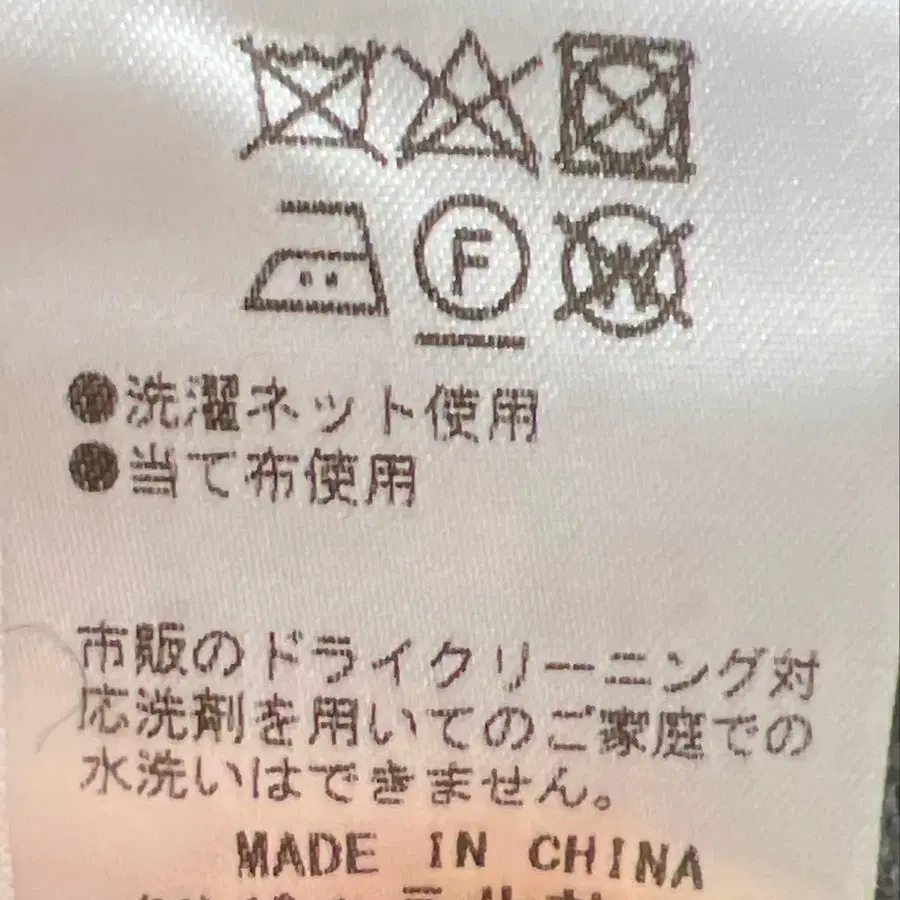 F
W
●洗濯ネット使用
●当て布使用
市販のドライクリーニング対
応洗剤を用いてのご家庭での
水洗いはできません。
MADE IN CHINA